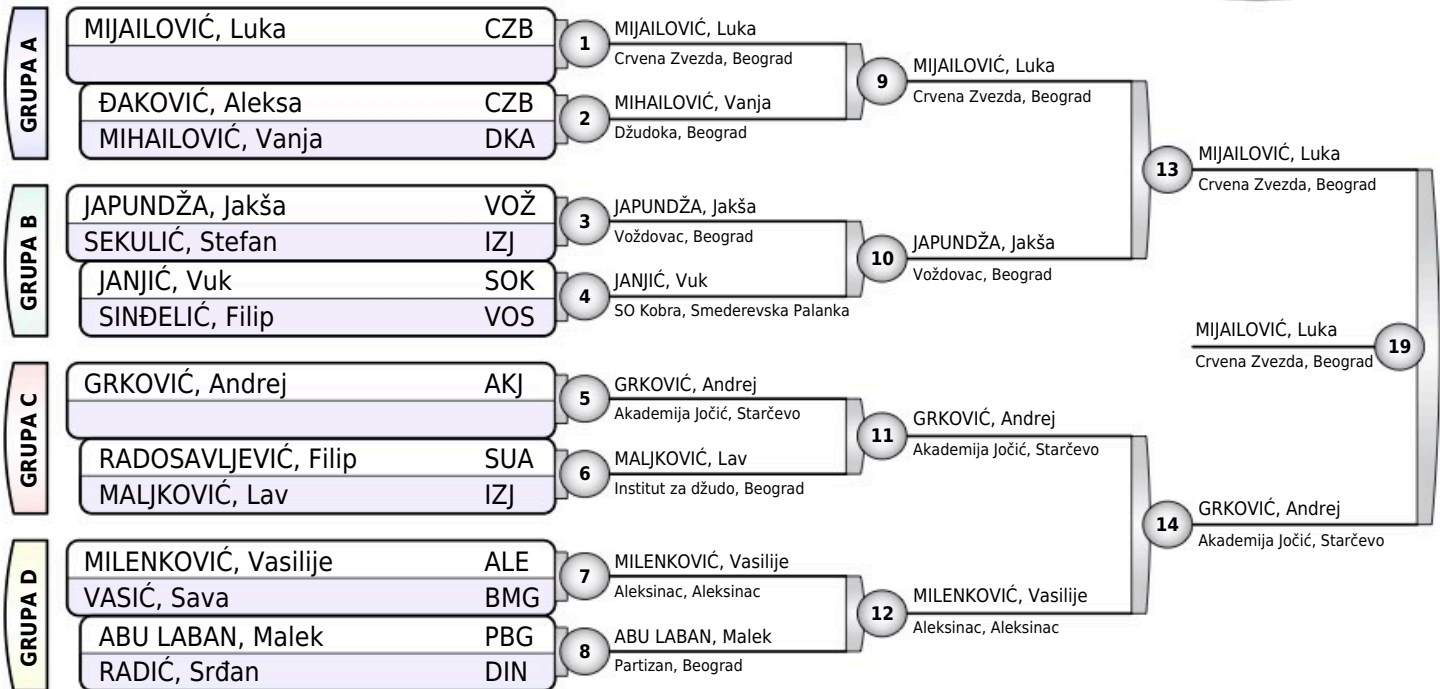 GRUPA A
MIJAILOVIĆ, Luka CZB
ĐAKOVIĆ, Aleksa CZB
MIHAILOVIĆ, Vanja DKA
GRUPA B
JAPUNDŽA, Jakša VOŽ
SEKULIĆ, Stefan IZJ
JANJIĆ, Vuk SOK
SINĐELIĆ, Filip VOS
GRUPA C
GRKOVIĆ, Andrej AKJ
RADOSAVLJEVIĆ, Filip SUA
MALJKOVIĆ, Lav IZJ
GRUPA D
MILENKOVIĆ, Vasilije ALE
VASIĆ, Sava BMG
ABU LABAN, Malek PBG
RADIĆ, Srđan DIN
1
MIJAILOVIĆ, Luka
Crvena Zvezda, Beograd
2
MIHAILOVIĆ, Vanja
Džudoka, Beograd
3
JAPUNDŽA, Jakša
Voždovac, Beograd
4
JANJIĆ, Vuk
SO Kobra, Smederevska Palanka
5
GRKOVIĆ, Andrej
Akademija Jočić, Starčevo
6
MALJKOVIĆ, Lav
Institut za džudo, Beograd
7
MILENKOVIĆ, Vasilije
Aleksinac, Aleksinac
8
ABU LABAN, Malek
Partizan, Beograd
9
MIJAILOVIĆ, Luka
Crvena Zvezda, Beograd
10
JAPUNDŽA, Jakša
Voždovac, Beograd
11
GRKOVIĆ, Andrej
Akademija Jočić, Starčevo
12
MILENKOVIĆ, Vasilije
Aleksinac, Aleksinac
13
MIJAILOVIĆ, Luka
Crvena Zvezda, Beograd
14
GRKOVIĆ, Andrej
Akademija Jočić, Starčevo
MIJAILOVIĆ, Luka
Crvena Zvezda, Beograd
19